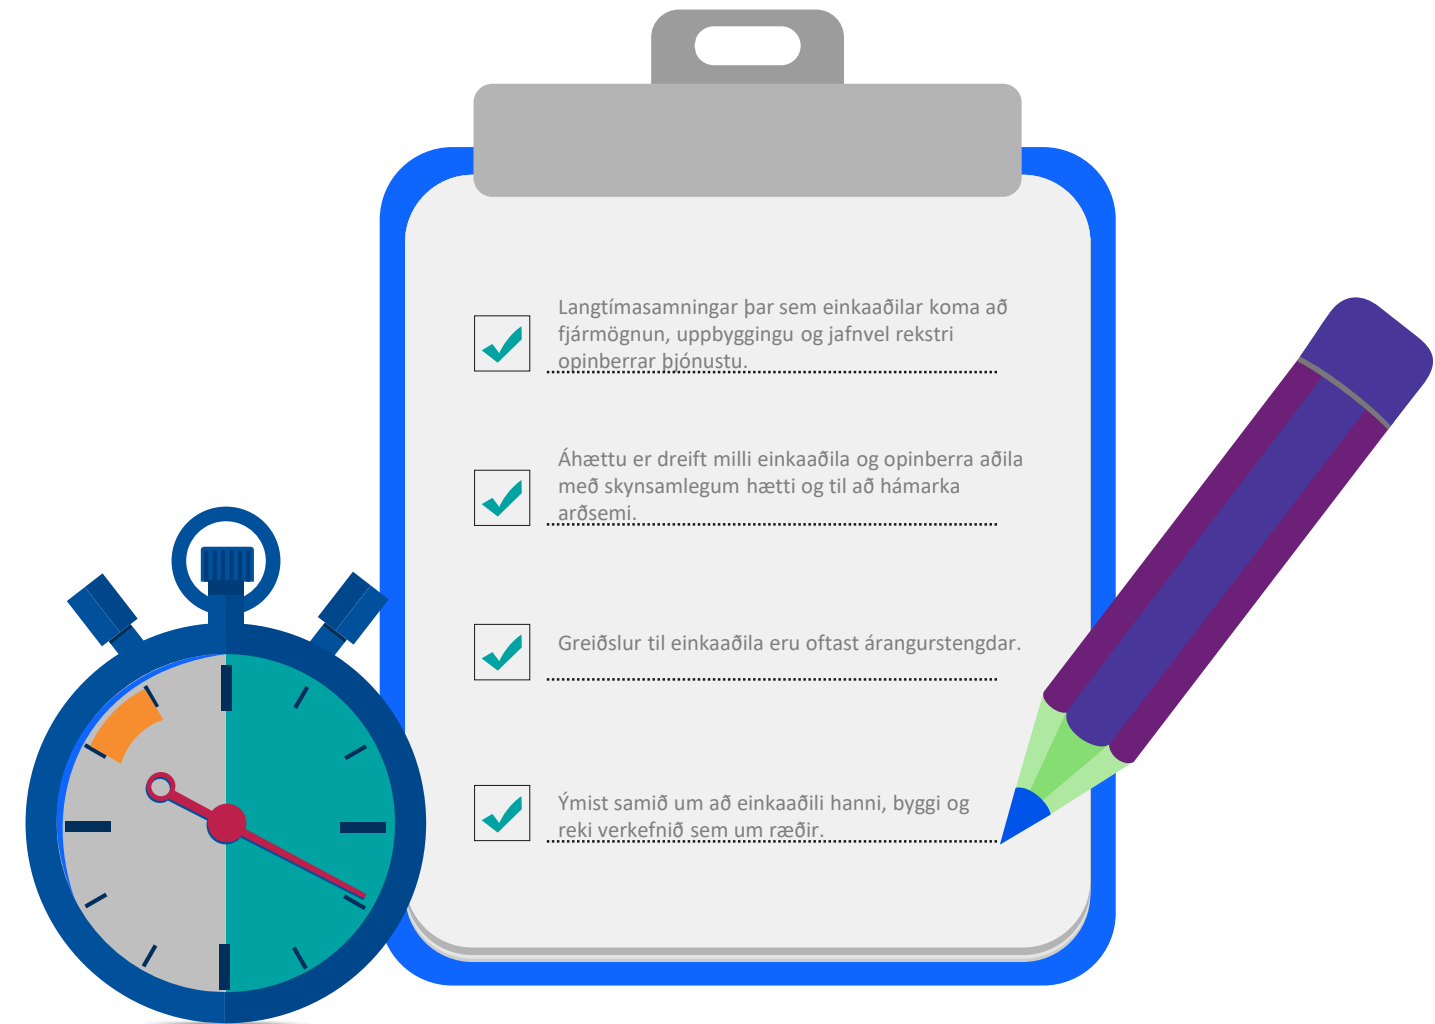 Langtímasamningar þar sem einkaaðilar koma að
fjármögnun, uppbyggingu og jafnvel rekstri
opinberrar þjónustu.
Áhættu er dreift milli einkaaðila og opinberra aðila
með skynsamlegum hætti og til að hámarka
arðsemi.
Greiðslur til einkaaðila eru oftast árangurstengdar.
Ýmist samið um að einkaaðili hanni, byggi og
reki verkefnið sem um ræðir.